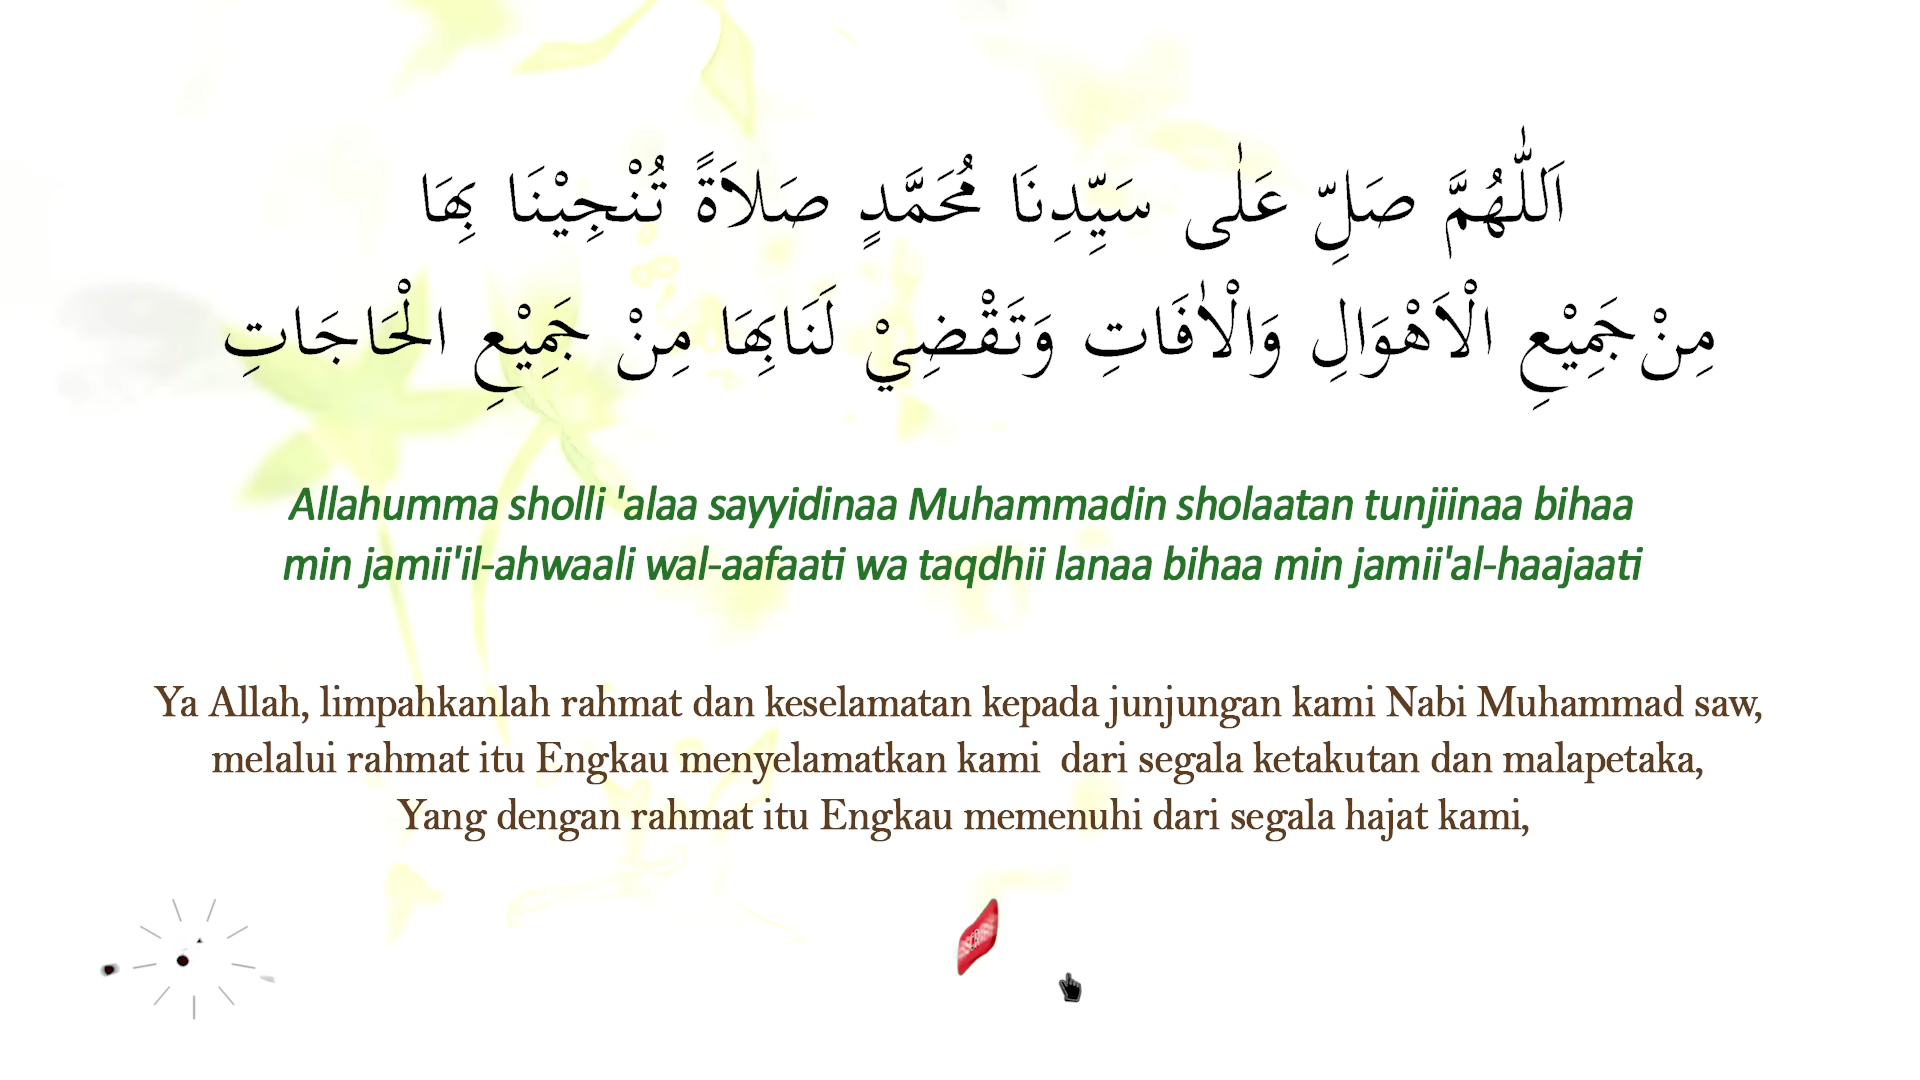 اَللّٰهُمَّ صَلِّ عَلٰى سَيِّدِنَا مُحَمَّدٍ صَلاَةً تُنْجِيْنَا بِهَا
مِنْ جَمِيْعِ الْاَهْوَالِ وَالْاٰفَاتِ وَتَقْضِيْ لَنَابِهَا مِنْ جَمِيْعِ الْحَاجَاتِ
Allahumma sholli 'alaa sayyidinaa Muhammadin sholaatan tunjiinaa bihaa
min jamii'il-ahwaali wal-aafaati wa taqdhii lanaa bihaa min jamii'al-haajaati
Ya Allah, limpahkanlah rahmat dan keselamatan kepada junjungan kami Nabi Muhammad saw,
melalui rahmat itu Engkau menyelamatkan kami dari segala ketakutan dan malapetaka,
Yang dengan rahmat itu Engkau memenuhi dari segala hajat kami,